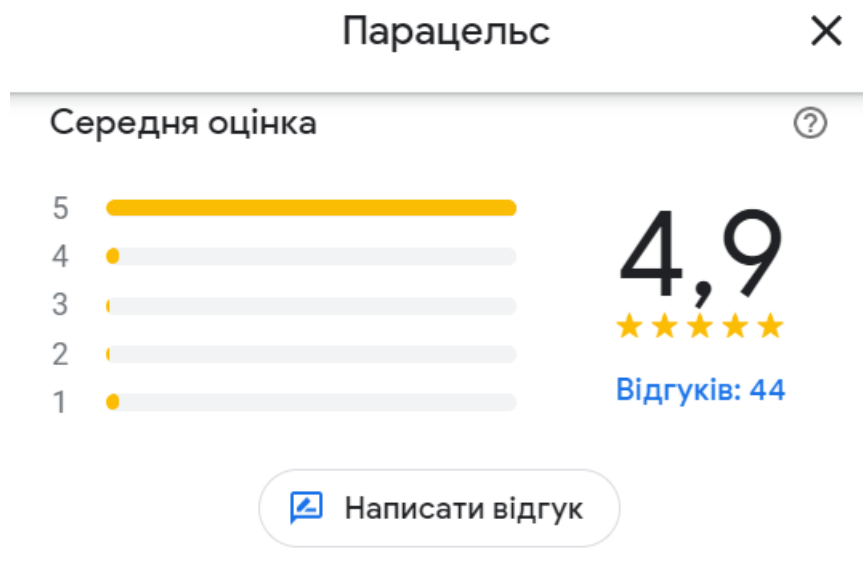 Парацельс
Середня оцінка
5
4
3
2
1
4,9
Відгуків: 44
Написати відгук